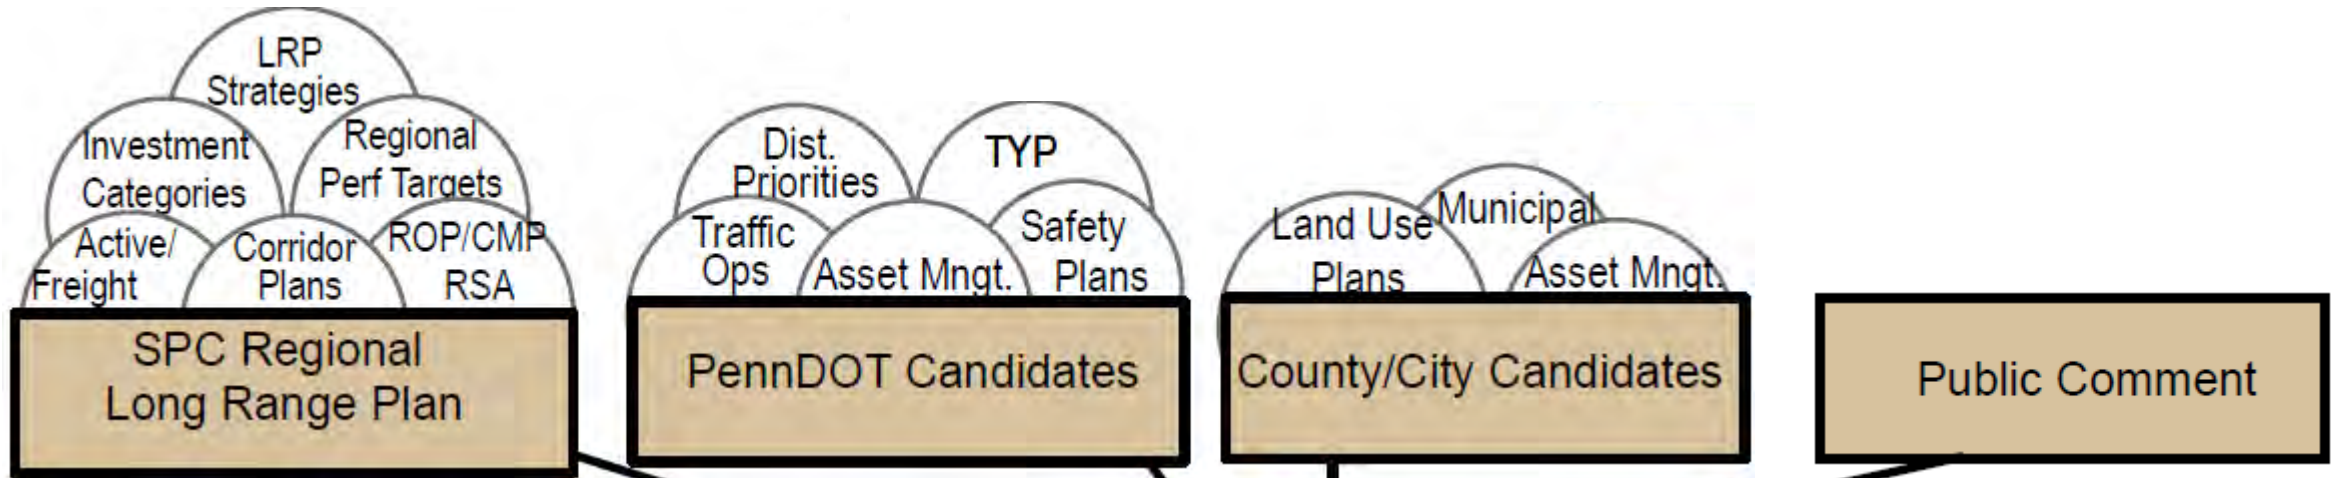 LRP
Strategies
Investment
Categories
Regional
Perf Targets
Active/
Freight
Corridor
Plans
ROP/CMP
RSA
SPC Regional
Long Range Plan
Dist.
Priorities
TYP
Traffic
Ops
Asset Mngt.
Safety
Plans
PennDOT Candidates
Land Use
Plans
Municipal
Asset Mngt.
County/City Candidates
Public Comment